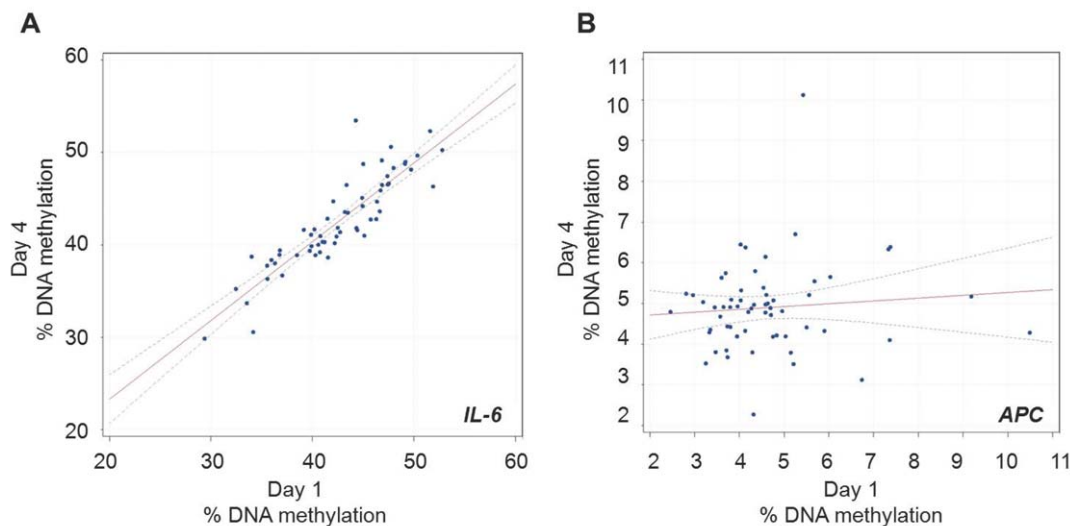 A
60
50
40
30
20
Day 4
% DNA methylation
20 30 40 50 60
Day 1
% DNA methylation
IL-6
B
11
10
9
8
7
6
5
4
3
2
Day 4
% DNA methylation
2 3 4 5 6 7 8 9 10 11
Day 1
% DNA methylation
APC